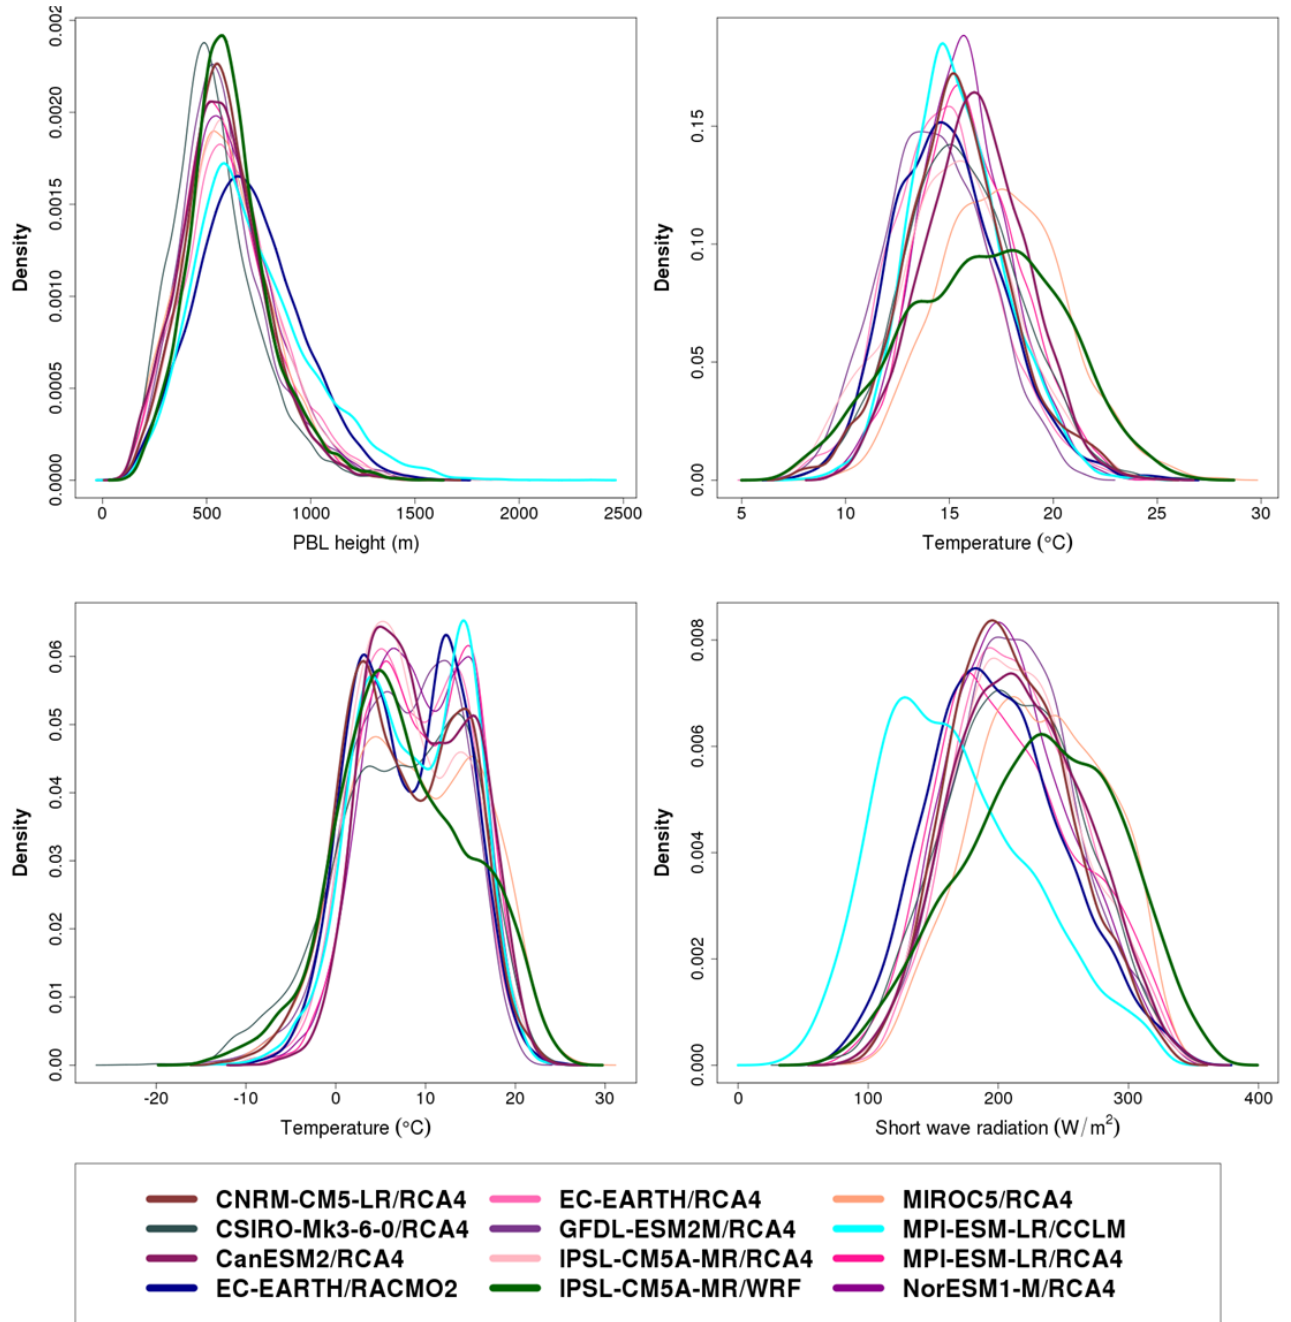 0.0000 0.0005 0.0010 0.0015 0.0020
Density
0 500 1000 1500 2000 2500
PBL height (m)
0.00 0.05 0.10 0.15
Density
5 10 15 20 25 30
Temperature (°C)
0.00 0.01 0.02 0.03 0.04 0.05 0.06
Density
-20 -10 0 10 20 30
Temperature (°C)
0.000 0.002 0.004 0.006 0.008
Density
0 100 200 300 400
Short wave radiation (W/m²)
CNRM-CM5-LR/RCA4 EC-EARTH/RCA4 MIROC5/RCA4
CSIRO-Mk3-6-0/RCA4 GFDL-ESM2M/RCA4 MPI-ESM-LR/CCLM
CanESM2/RCA4 IPSL-CM5A-MR/RCA4 MPI-ESM-LR/RCA4
EC-EARTH/RACMO2 IPSL-CM5A-MR/WRF NorESM1-M/RCA4